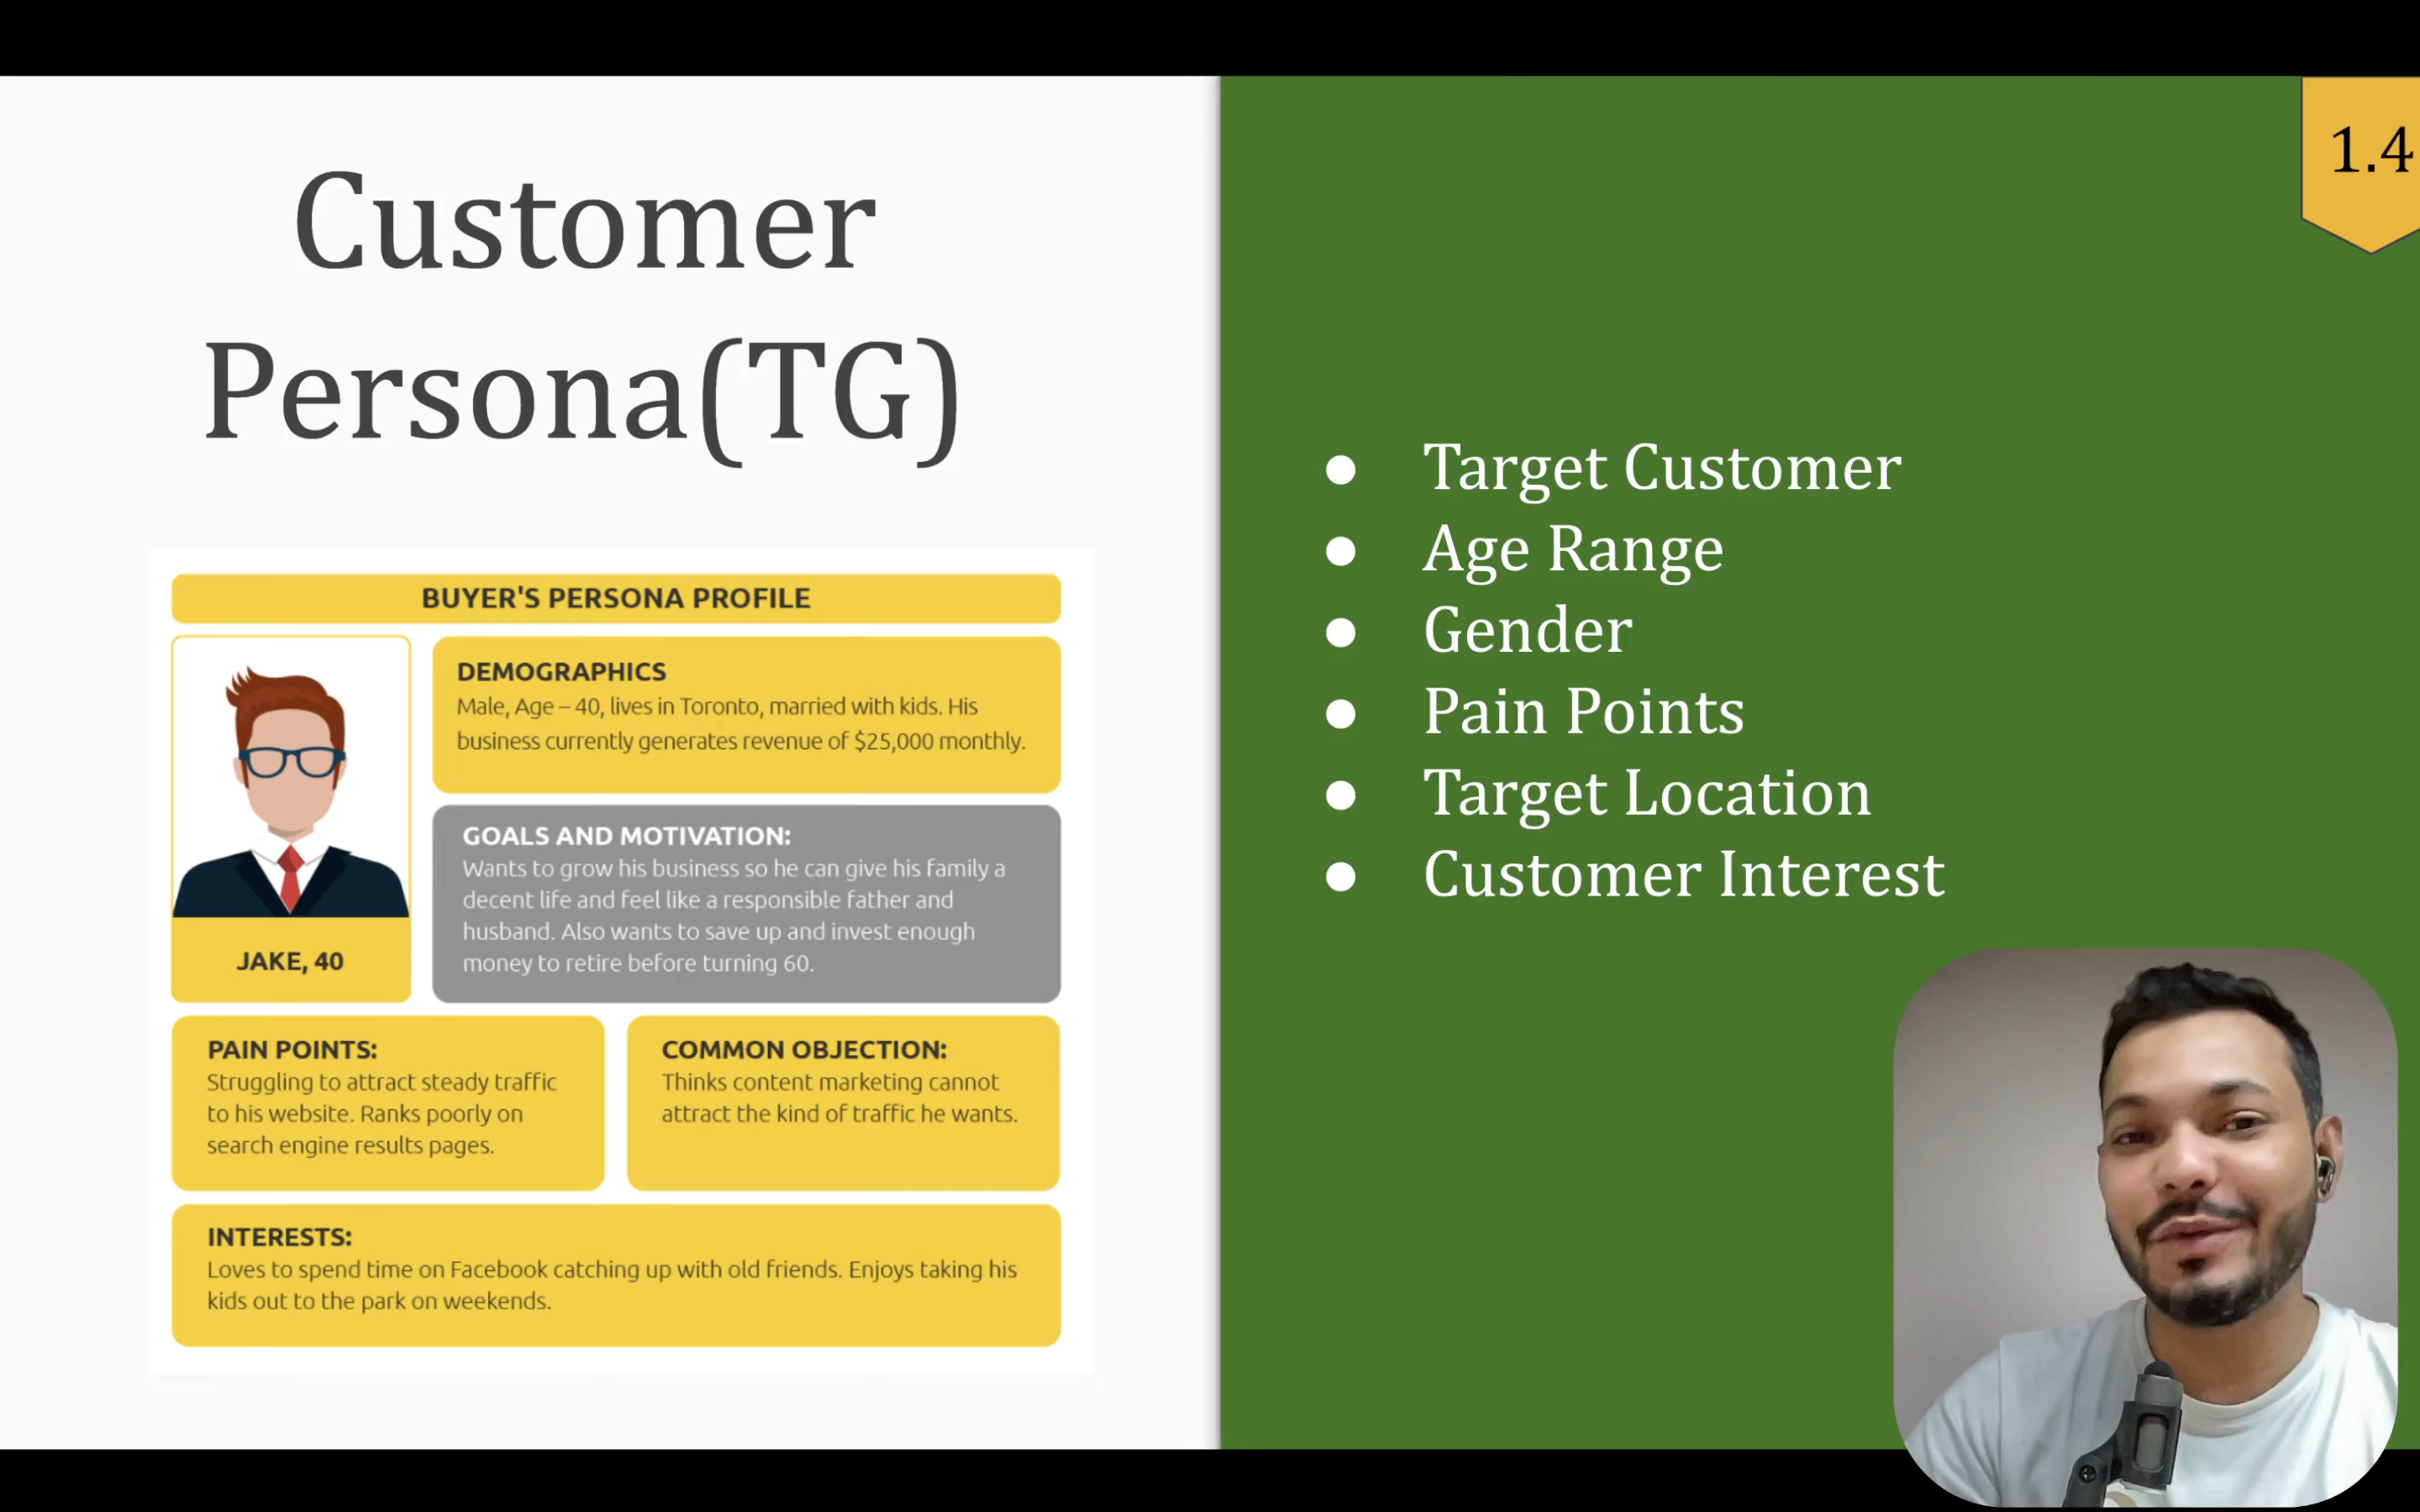 Customer
Persona(TG)
BUYER'S PERSONA PROFILE
JAKE, 40
DEMOGRAPHICS
Male, Age – 40, lives in Toronto, married with kids. His
business currently generates revenue of $25,000 monthly.
GOALS AND MOTIVATION:
Wants to grow his business so he can give his family a
decent life and feel like a responsible father and
husband. Also wants to save up and invest enough
money to retire before turning 60.
PAIN POINTS:
Struggling to attract steady traffic
to his website. Ranks poorly on
search engine results pages.
COMMON OBJECTION:
Thinks content marketing cannot
attract the kind of traffic he wants.
INTERESTS:
Loves to spend time on Facebook catching up with old friends. Enjoys taking his
kids out to the park on weekends.
1.4
● Target Customer
● Age Range
● Gender
● Pain Points
● Target Location
● Customer Interest